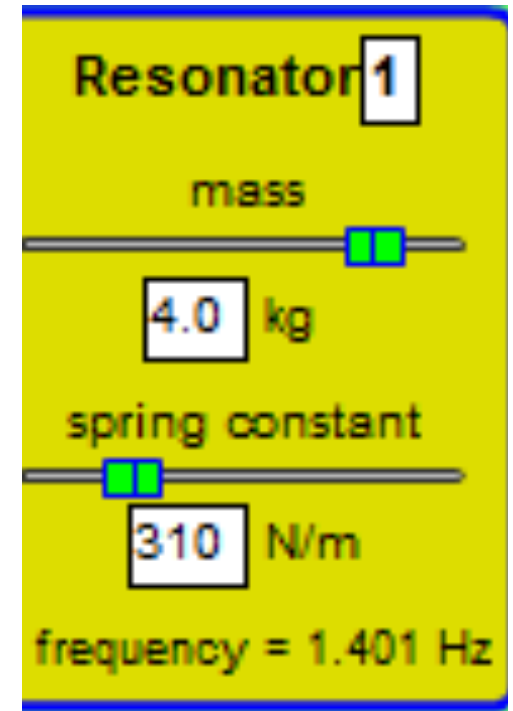 Resonator 1
mass
4.0 kg
spring constant
310 N/m
frequency = 1.401 Hz